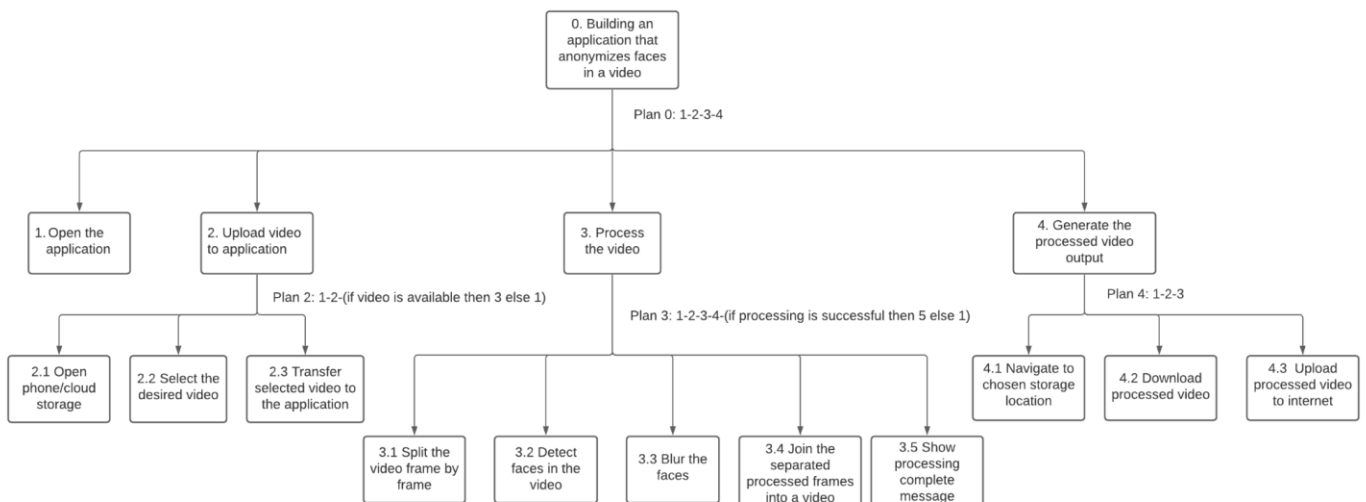 0. Building an
application that
anonymizes faces
in a video
Plan 0: 1-2-3-4
1. Open the
application
2. Upload video
to application
3. Process
the video
4. Generate the
processed video
output
Plan 2: 1-2-(if video is available then 3 else 1)
Plan 3: 1-2-3-4-(if processing is successful then 5 else 1)
Plan 4: 1-2-3
2.1 Open
phone/cloud
storage
2.2 Select the
desired video
2.3 Transfer
selected video to
the application
4.1 Navigate to
chosen storage
location
4.2 Download
processed video
4.3 Upload
processed video
to internet
3.1 Split the
video frame by
frame
3.2 Detect
faces in the
video
3.3 Blur the
faces
3.4 Join the
separated
processed frames
into a video
3.5 Show
processing
complete
message